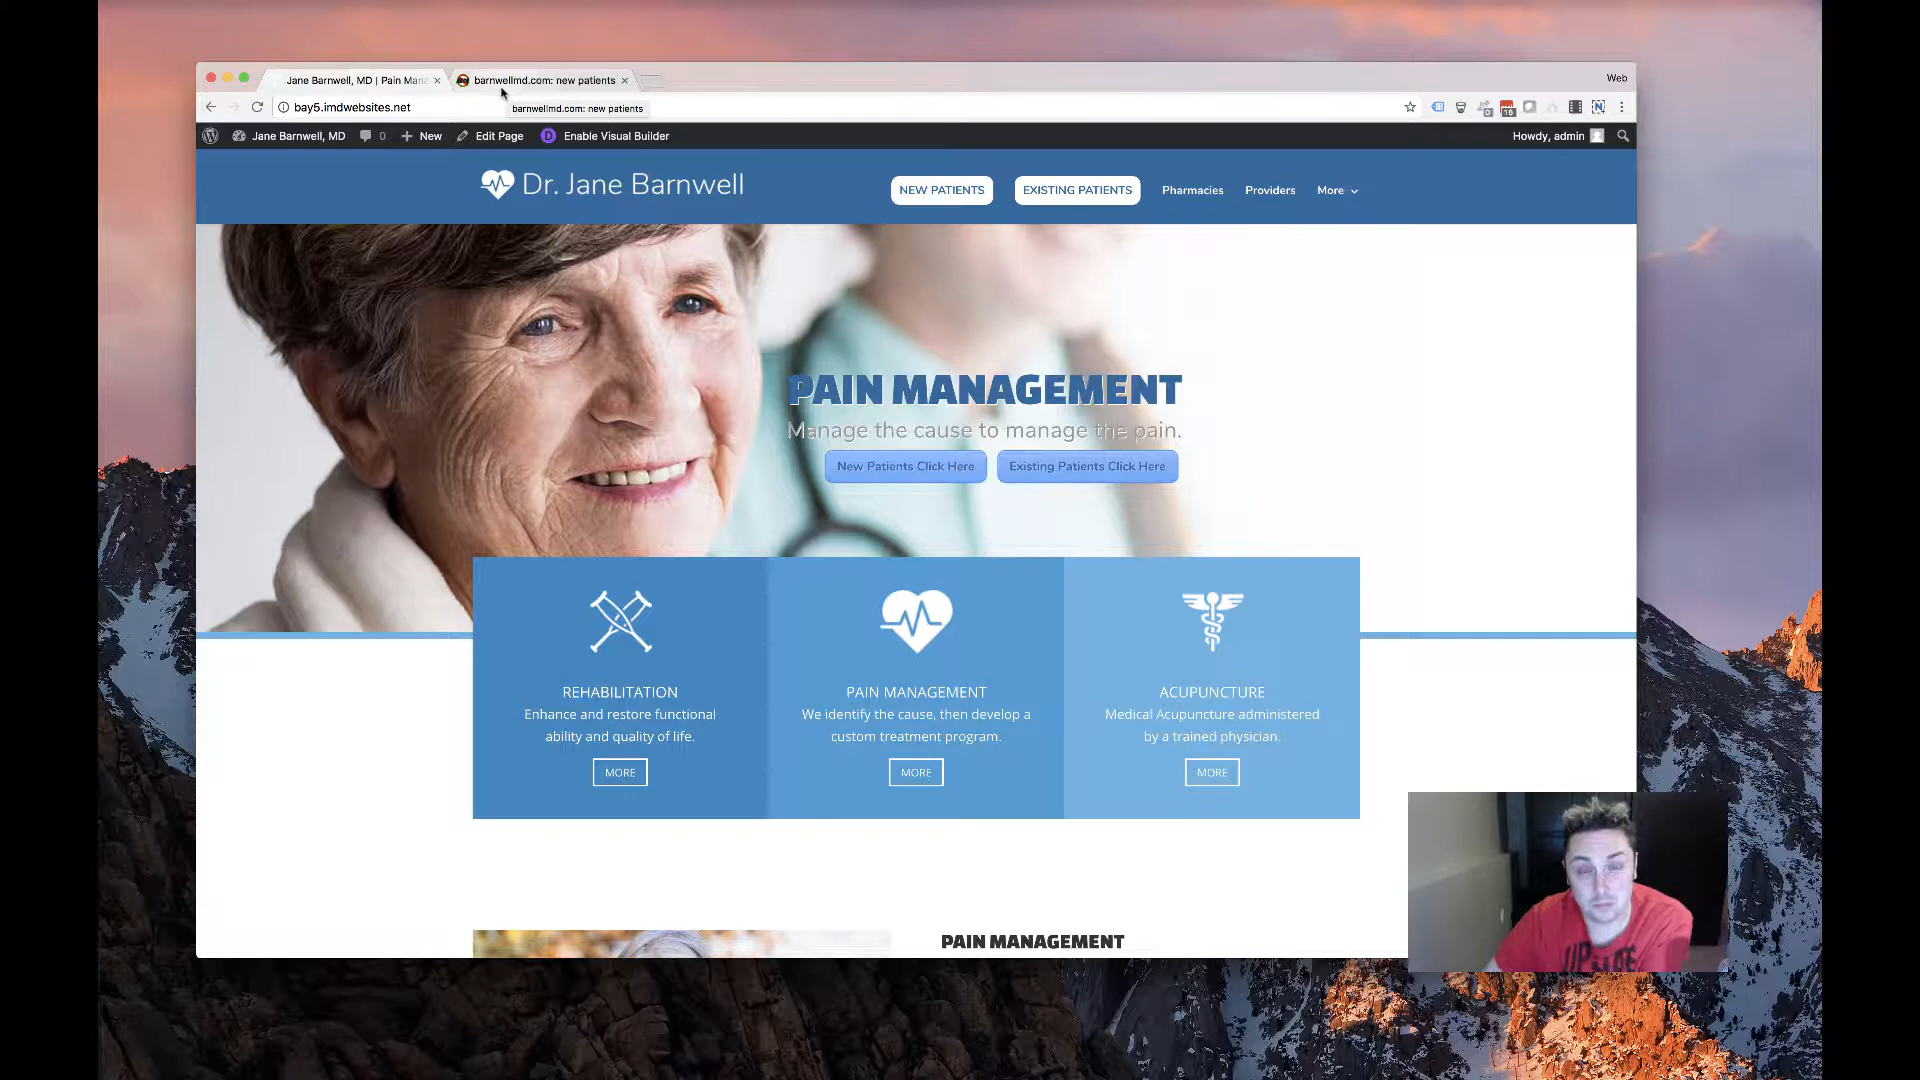 Jane Barnwell, MD | Pain Man
barnwellmd.com: new patients
Web
bay5.imdwebsites.net
barnwellmd.com: new patients
16
Jane Barnwell, MD
0
New
Edit Page
Enable Visual Builder
Howdy, admin
Dr. Jane Barnwell
NEW PATIENTS
EXISTING PATIENTS
Pharmacies
Providers
More
PAIN MANAGEMENT
Manage the cause to manage the pain.
New Patients Click Here
Existing Patients Click Here
REHABILITATION
Enhance and restore functional
ability and quality of life.
MORE
PAIN MANAGEMENT
We identify the cause, then develop a
custom treatment program.
MORE
ACUPUNCTURE
Medical Acupuncture administered
by a trained physician.
MORE
PAIN MANAGEMENT